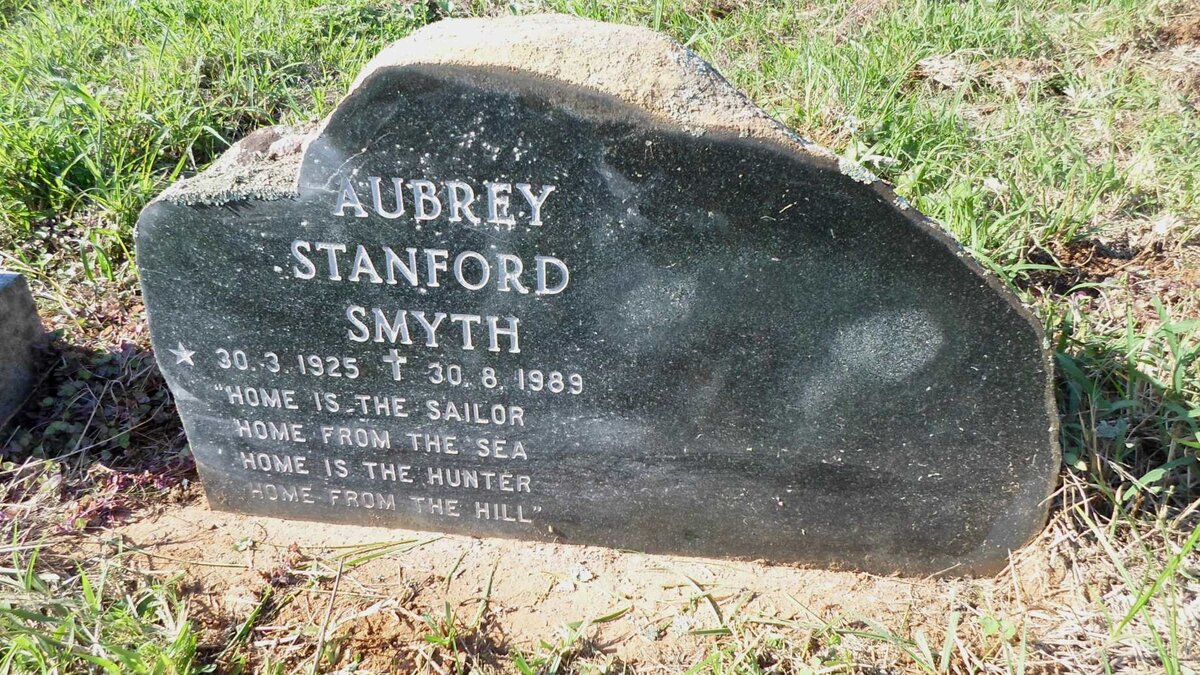 AUBREY
STANFORD
SMYTH
30.3.1925 † 30.8.1989
"HOME IS THE SAILOR
HOME FROM THE SEA
HOME IS THE HUNTER
HOME FROM THE HILL"